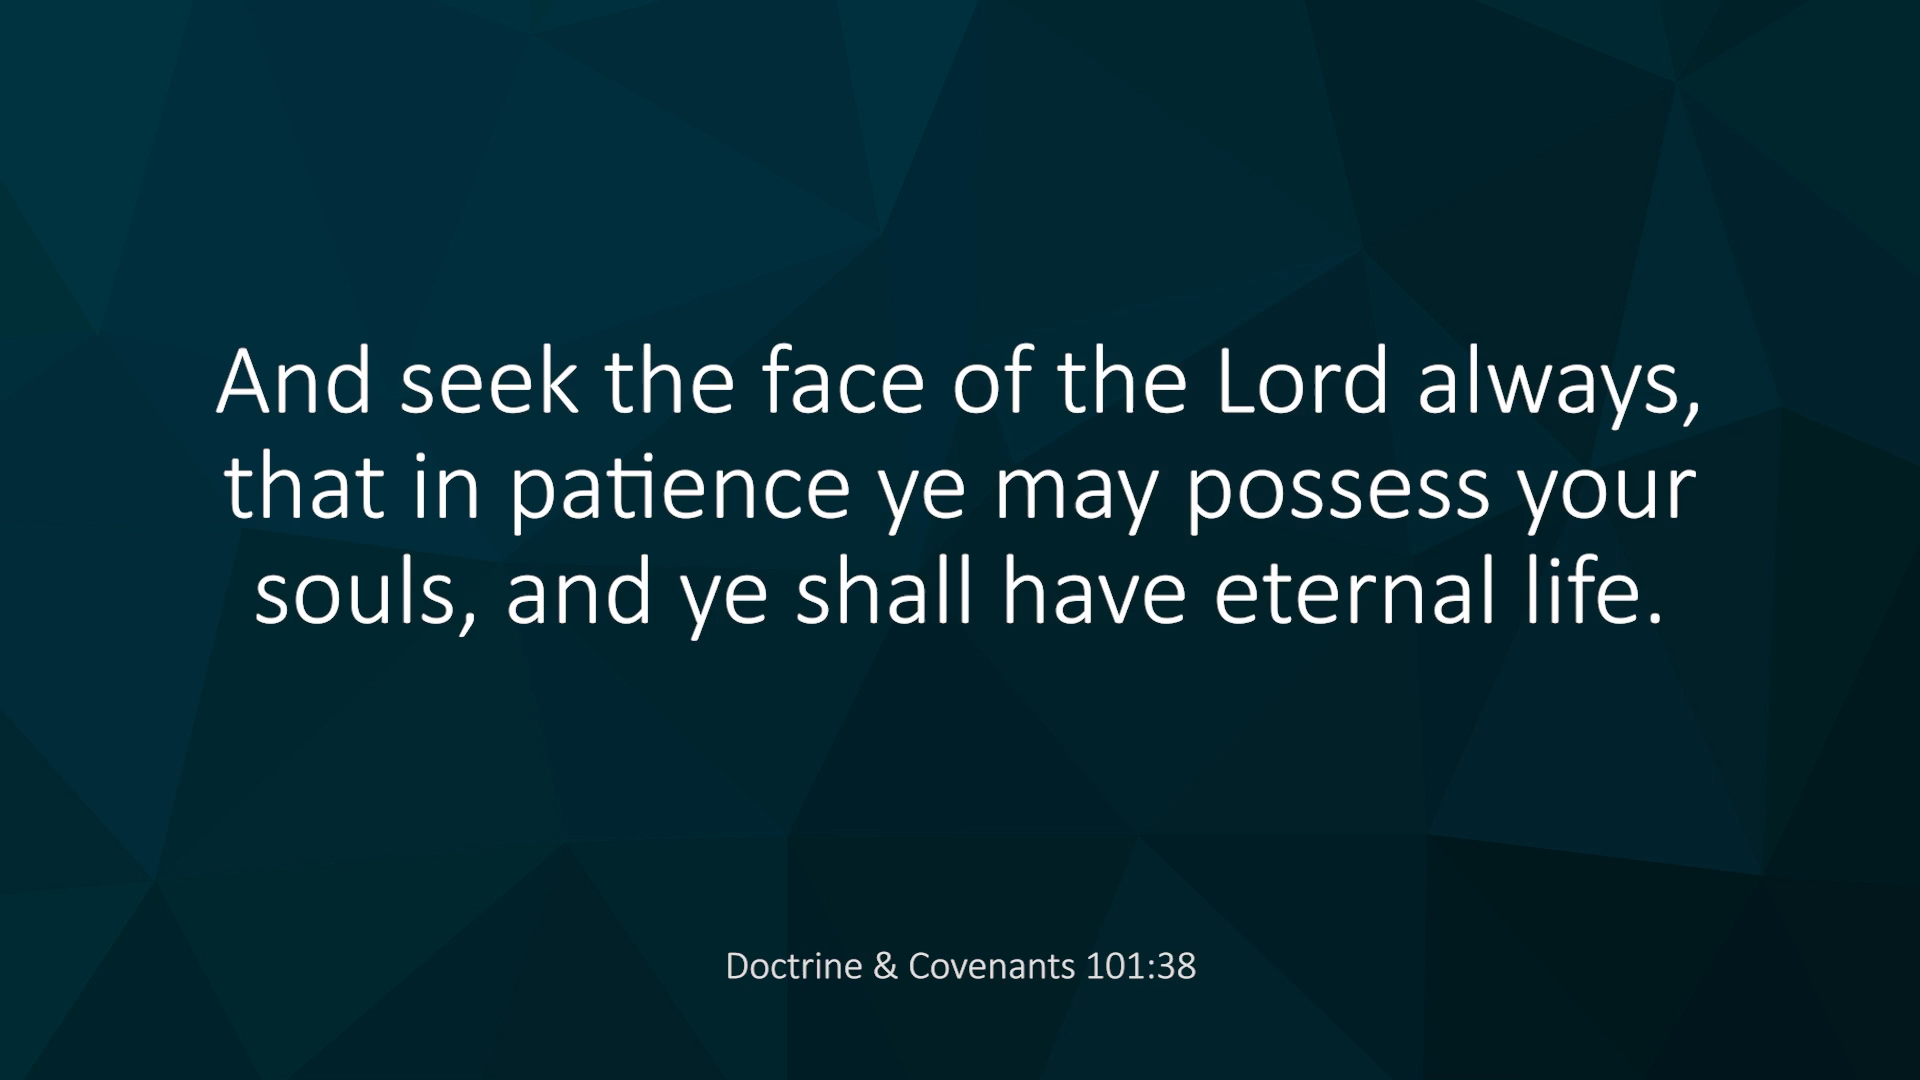 And seek the face of the Lord always,
that in patience ye may possess your
souls, and ye shall have eternal life.
Doctrine & Covenants 101:38